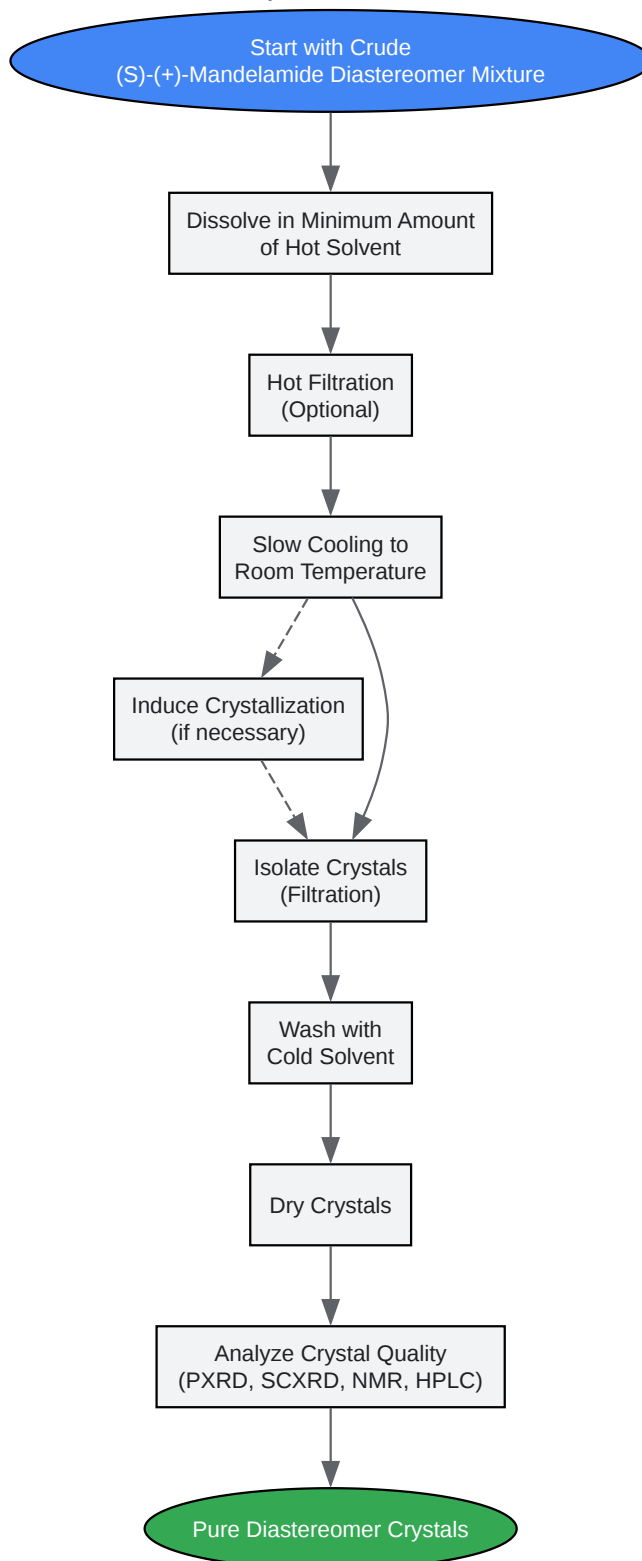 Start with Crude
(S)-(+)-Mandelamide Diastereomer Mixture
Dissolve in Minimum Amount
of Hot Solvent
Hot Filtration
(Optional)
Slow Cooling to
Room Temperature
Induce Crystallization
(if necessary)
Isolate Crystals
(Filtration)
Wash with
Cold Solvent
Dry Crystals
Analyze Crystal Quality
(PXRD, SCXRD, NMR, HPLC)
Pure Diastereomer Crystals